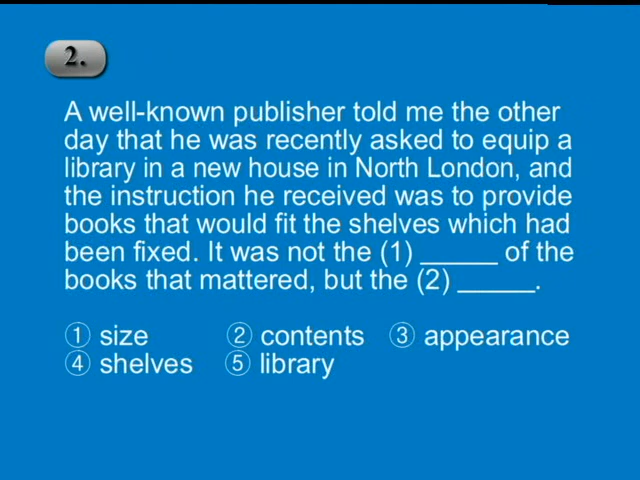 2.
A well-known publisher told me the other
day that he was recently asked to equip a
library in a new house in North London, and
the instruction he received was to provide
books that would fit the shelves which had
been fixed. It was not the (1) _____ of the
books that mattered, but the (2) _____.
① size ② contents ③ appearance
④ shelves ⑤ library